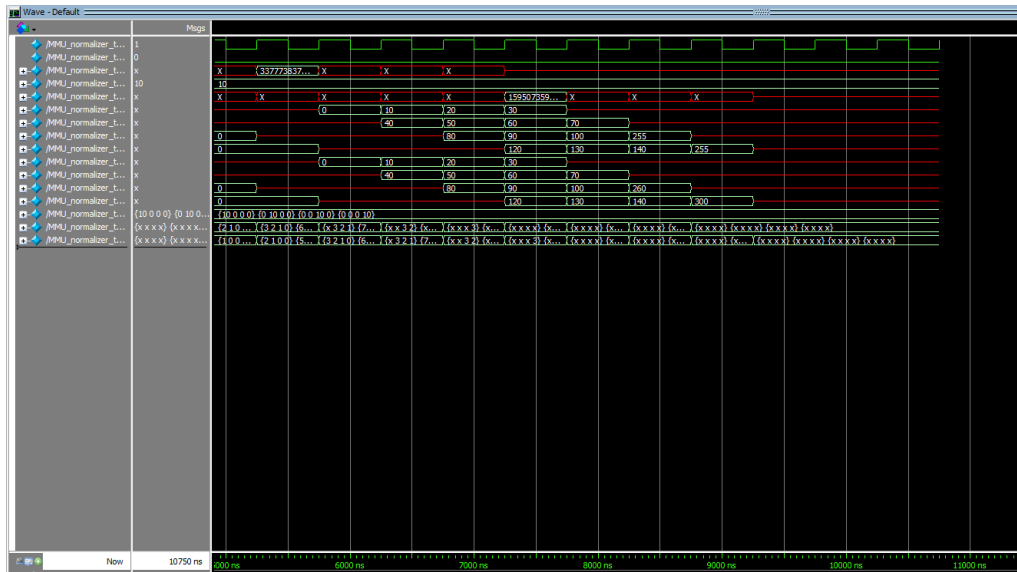 Wave - Default
Msgs
/MMU_normalizer_t... 1
/MMU_normalizer_t... 0
/MMU_normalizer_t... x X 337773837... X X X
/MMU_normalizer_t... 10 10
/MMU_normalizer_t... x X X X X X 159507359... X X X
/MMU_normalizer_t... x 0 10 20 30
/MMU_normalizer_t... x 40 50 60 70
/MMU_normalizer_t... x 0 80 90 100 255
/MMU_normalizer_t... x 0 120 130 140 255
/MMU_normalizer_t... x 0 10 20 30
/MMU_normalizer_t... x 40 50 60 70
/MMU_normalizer_t... x 0 80 90 100 260
/MMU_normalizer_t... x 0 120 130 140 300
/MMU_normalizer_t... {10 0 0 0} {0 10 0... {10 0 0 0} {0 10 0 0} {0 0 10 0} {0 0 0 10}
/MMU_normalizer_t... {x x x x} {x x x x... {2 1 0 ... {3 2 1 0} {6... {x 3 2 1} {7... {x x 3 2} {x... {x x x 3} {x... {x x x x} {x... {x x x x} {x... {x x x x} {x... {x x x x} {x x x x} {x x x x} {x x x x}
/MMU_normalizer_t... {x x x x} {x x x x... {1 0 0 ... {2 1 0 0} {5... {3 2 1 0} {6... {x 3 2 1} {7... {x x 3 2} {x... {x x x 3} {x... {x x x x} {x... {x x x x} {x... {x x x x} {x... {x x x x} {x x x x} {x x x x} {x x x x}
Now 10750 ns 6000 ns 7000 ns 8000 ns 9000 ns 10000 ns 11000 ns